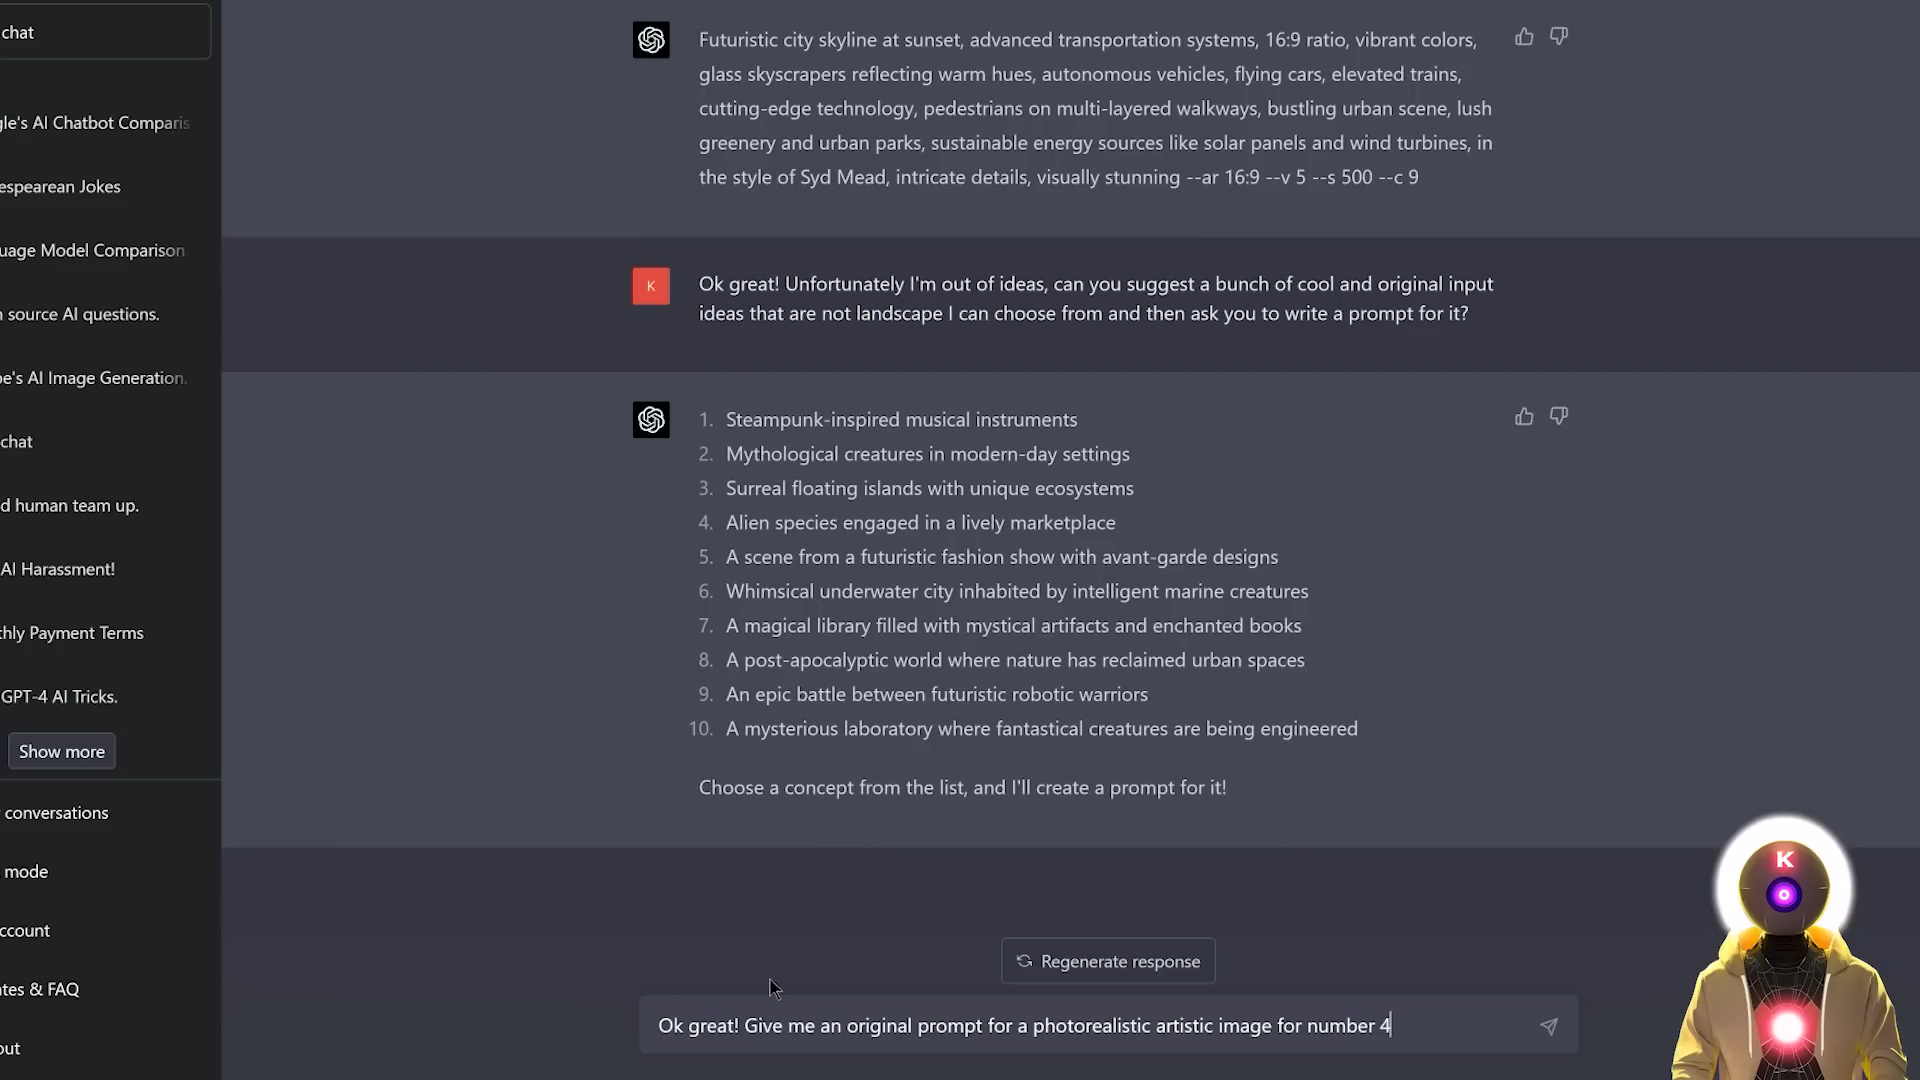 chat
gle's AI Chatbot Comparis
espearean Jokes
uage Model Comparison
n source AI questions.
be's AI Image Generation.
chat
d human team up.
AI Harassment!
thly Payment Terms
GPT-4 AI Tricks.
Show more
conversations
mode
ccount
ates & FAQ
out
Futuristic city skyline at sunset, advanced transportation systems, 16:9 ratio, vibrant colors,
glass skyscrapers reflecting warm hues, autonomous vehicles, flying cars, elevated trains,
cutting-edge technology, pedestrians on multi-layered walkways, bustling urban scene, lush
greenery and urban parks, sustainable energy sources like solar panels and wind turbines, in
the style of Syd Mead, intricate details, visually stunning --ar 16:9 --v 5 --s 500 --c 9
K
Ok great! Unfortunately I'm out of ideas, can you suggest a bunch of cool and original input
ideas that are not landscape I can choose from and then ask you to write a prompt for it?
1. Steampunk-inspired musical instruments
2. Mythological creatures in modern-day settings
3. Surreal floating islands with unique ecosystems
4. Alien species engaged in a lively marketplace
5. A scene from a futuristic fashion show with avant-garde designs
6. Whimsical underwater city inhabited by intelligent marine creatures
7. A magical library filled with mystical artifacts and enchanted books
8. A post-apocalyptic world where nature has reclaimed urban spaces
9. An epic battle between futuristic robotic warriors
10. A mysterious laboratory where fantastical creatures are being engineered
Choose a concept from the list, and I'll create a prompt for it!
Regenerate response
Ok great! Give me an original prompt for a photorealistic artistic image for number 4
K